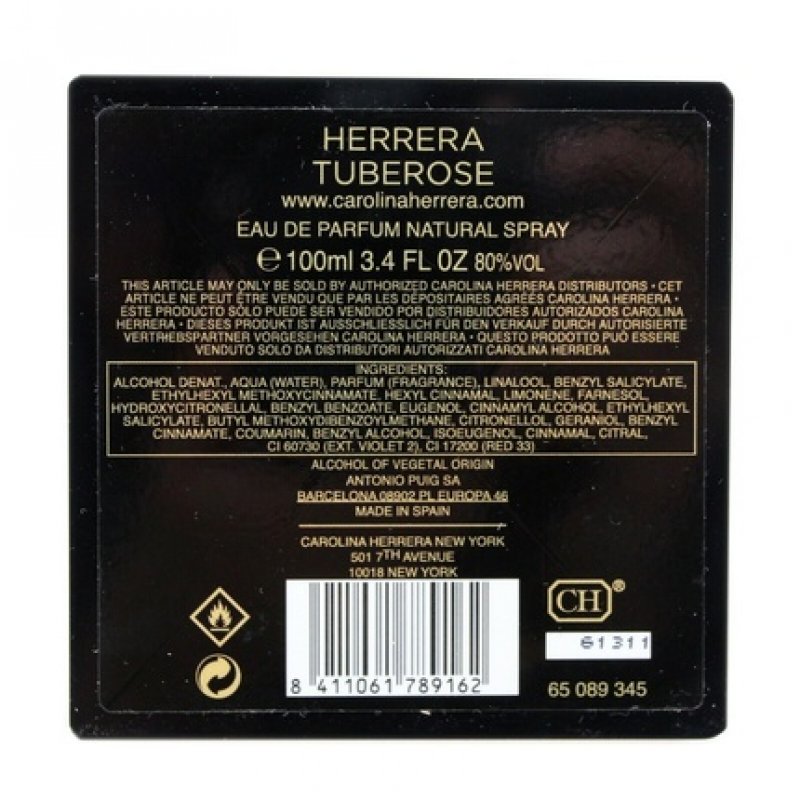 HERRERA
TUBEROSE
www.carolinaherrera.com
EAU DE PARFUM NATURAL SPRAY
℮ 100ml 3.4 FL OZ 80%VOL
THIS ARTICLE MAY ONLY BE SOLD BY AUTHORIZED CAROLINA HERRERA DISTRIBUTORS · CET
ARTICLE NE PEUT ÊTRE VENDU QUE PAR LES DÉPOSITAIRES AGRÉÉS CAROLINA HERRERA ·
ESTE PRODUCTO SÓLO PUEDE SER VENDIDO POR DISTRIBUIDORES AUTORIZADOS CAROLINA
HERRERA · DIESES PRODUKT IST AUSSCHLIESSLICH FÜR DEN VERKAUF DURCH AUTORISIERTE
VERTRIEBSPARTNER VORGESEHEN CAROLINA HERRERA · QUESTO PRODOTTO PUÓ ESSERE
VENDUTO SOLO DA DISTRIBUTORI AUTORIZZATI CAROLINA HERRERA
INGREDIENTS:
ALCOHOL DENAT., AQUA (WATER), PARFUM (FRAGRANCE), LINALOOL, BENZYL SALICYLATE,
ETHYLHEXYL METHOXYCINNAMATE, HEXYL CINNAMAL, LIMONENE, FARNESOL,
HYDROXYCITRONELLAL, BENZYL BENZOATE, EUGENOL, CINNAMYL ALCOHOL, ETHYLHEXYL
SALICYLATE, BUTYL METHOXYDIBENZOYLMETHANE, CITRONELLOL, GERANIOL, BENZYL
CINNAMATE, COUMARIN, BENZYL ALCOHOL, ISOEUGENOL, CINNAMAL, CITRAL,
CI 60730 (EXT. VIOLET 2), CI 17200 (RED 33)
ALCOHOL OF VEGETAL ORIGIN
ANTONIO PUIG SA
BARCELONA 08902 PL EUROPA 46
MADE IN SPAIN
CAROLINA HERRERA NEW YORK
501 7TH AVENUE
10018 NEW YORK
CH®
61311
8 411061 789162
65 089 345